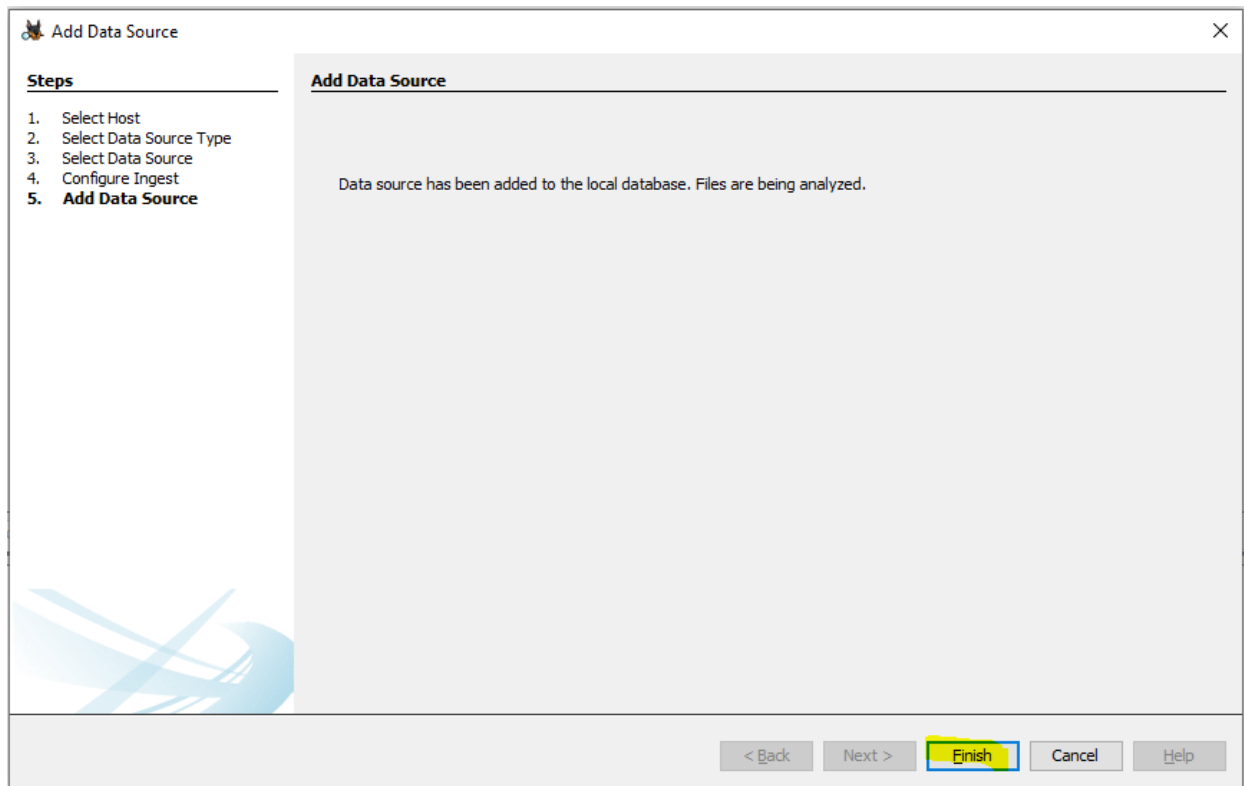 Add Data Source
Steps
1. Select Host
2. Select Data Source Type
3. Select Data Source
4. Configure Ingest
5. Add Data Source
Add Data Source
Data source has been added to the local database. Files are being analyzed.
< Back Next > Finish Cancel Help